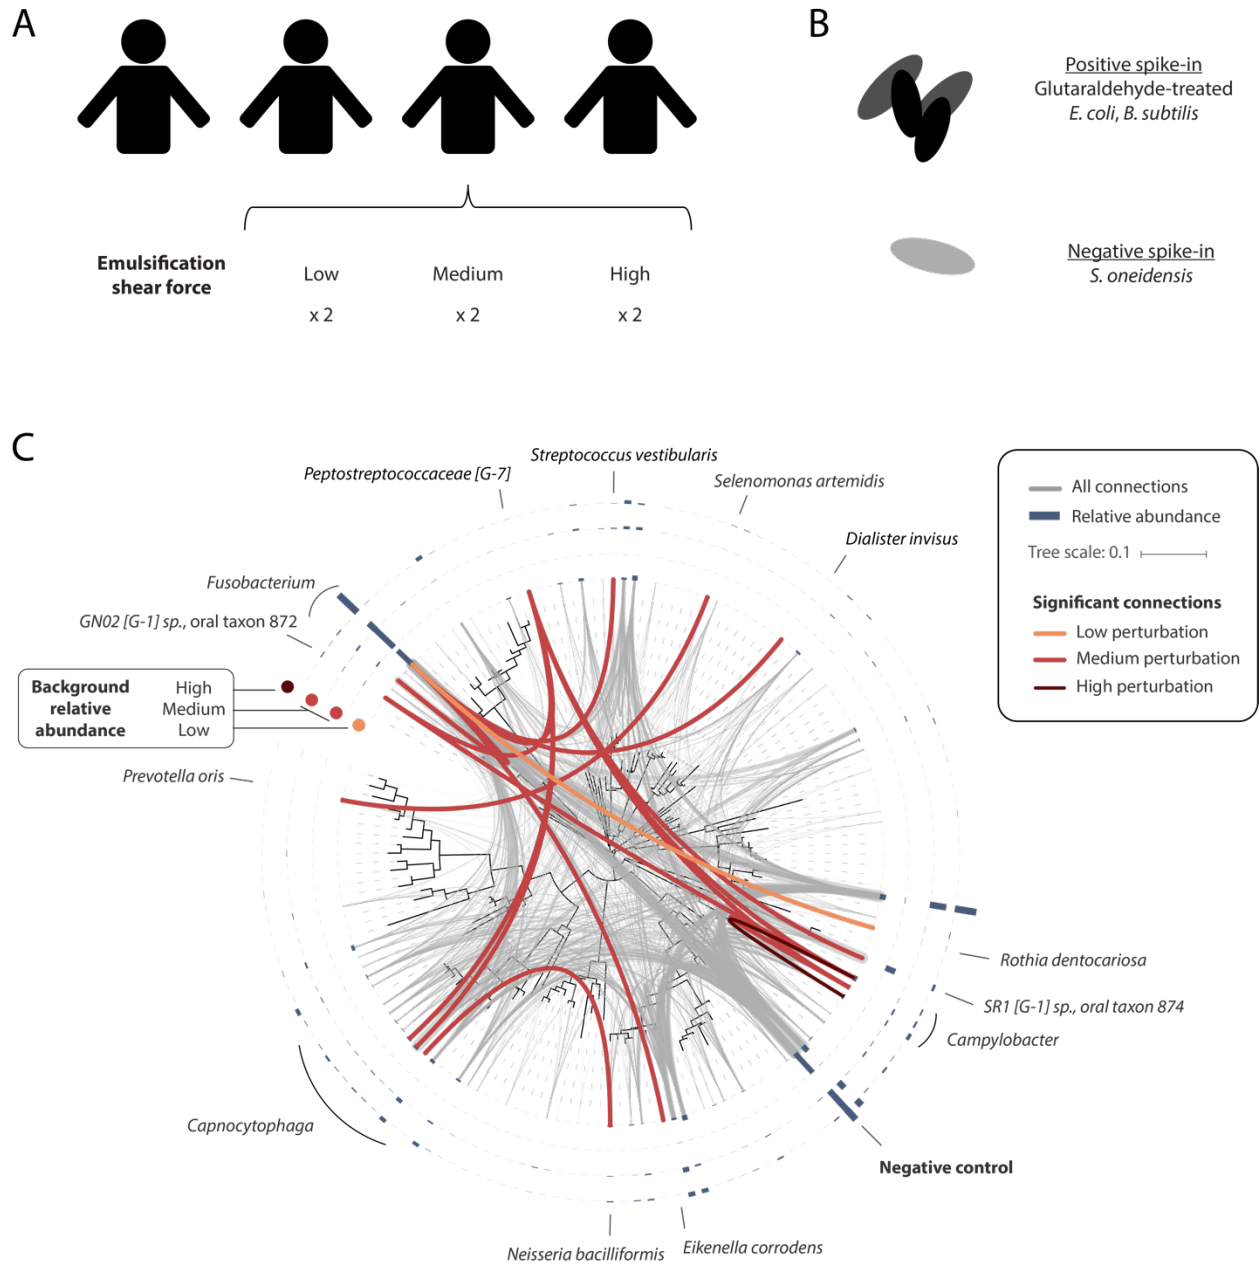 A
B
Positive spike-in
Glutaraldehyde-treated
E. coli, B. subtilis
Negative spike-in
S. oneidensis
Emulsification
shear force
Low
Medium
High
x 2
x 2
x 2
C
Streptococcus vestibularis
Peptostreptococcaceae [G-7]
Selenomonas artemidis
Dialister invisus
Fusobacterium
GN02 [G-1] sp., oral taxon 872
Background
relative
abundance
High
Medium
Low
Prevotella oris
All connections
Relative abundance
Tree scale: 0.1
Significant connections
Low perturbation
Medium perturbation
High perturbation
Rothia dentocariosa
SR1 [G-1] sp., oral taxon 874
Campylobacter
Capnocytophaga
Negative control
Neisseria bacilliformis
Eikenella corrodens